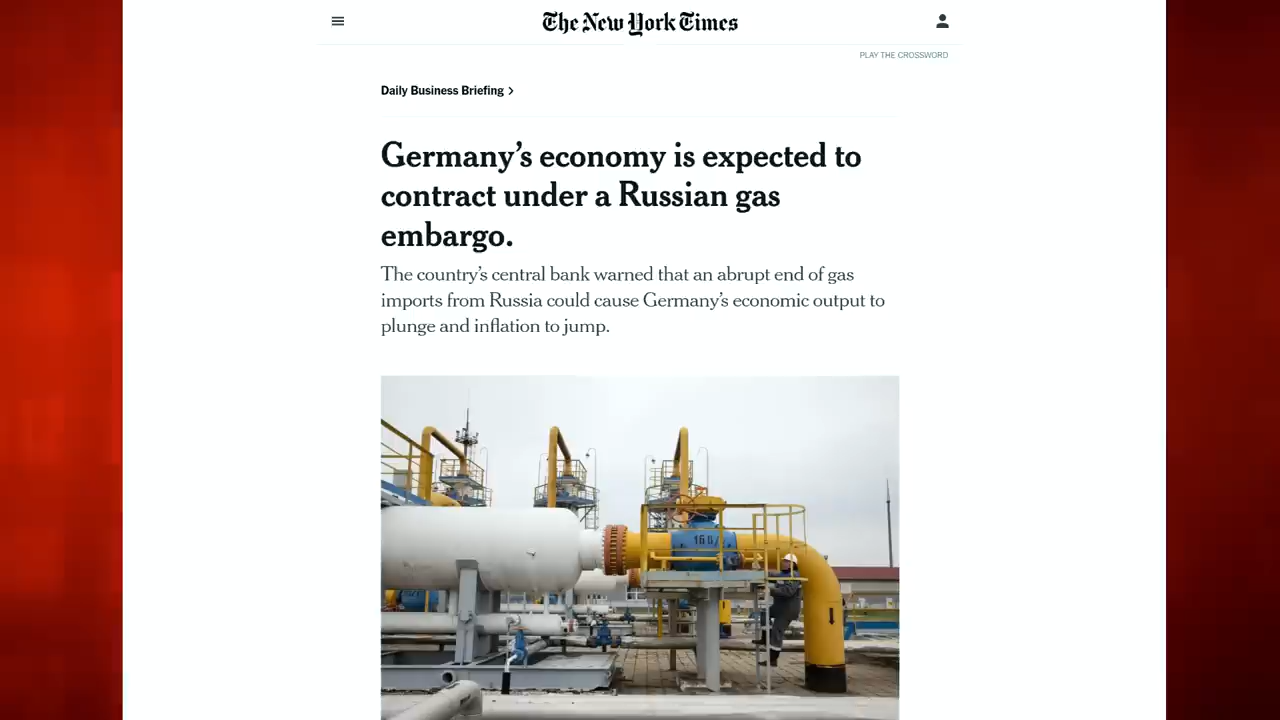 The New York Times
PLAY THE CROSSWORD
Daily Business Briefing >
Germany's economy is expected to
contract under a Russian gas
embargo.
The country's central bank warned that an abrupt end of gas
imports from Russia could cause Germany's economic output to
plunge and inflation to jump.